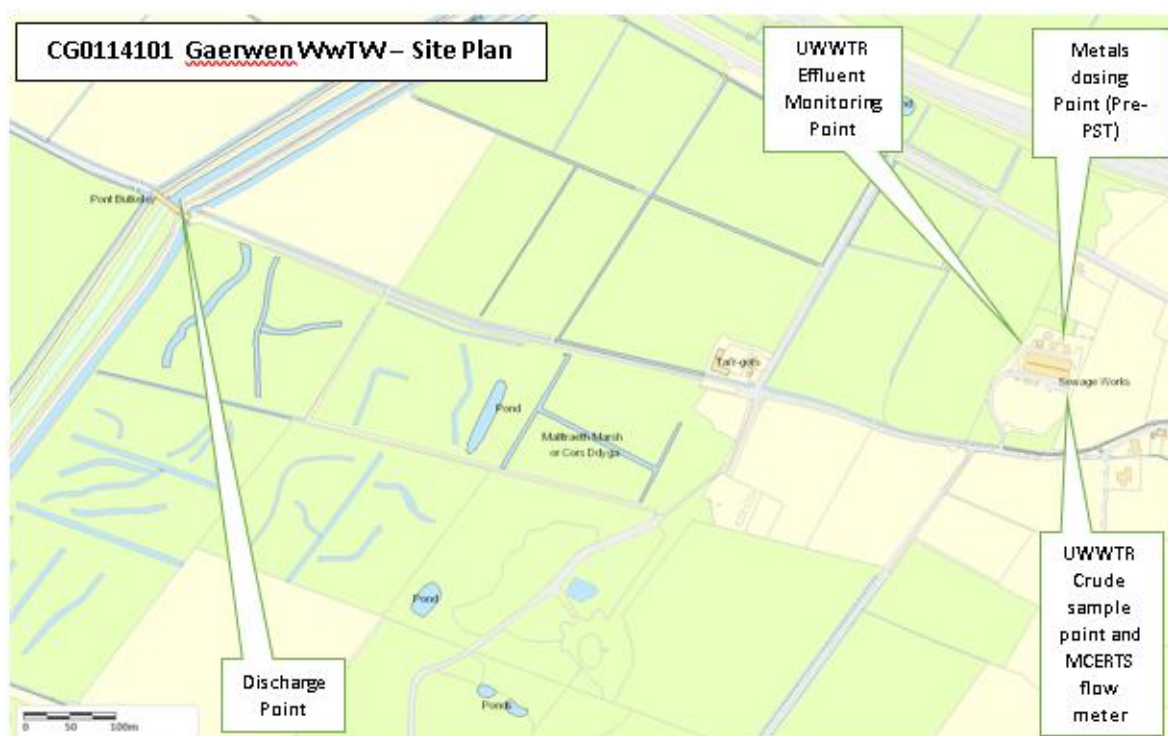 CG0114101 Gaerwen WwTW – Site Plan
UWWTR
Effluent
Monitoring
Point
Metals
dosing
Point (Pre-
PST)
Pond
Pont Bulkeley
Sewage Works
Pond
Malltraeth Marsh
or Cors Ddyga
Pond
Ponds
Discharge
Point
UWWTR
Crude
sample
point and
MCERTS
flow
meter
0 50 100m